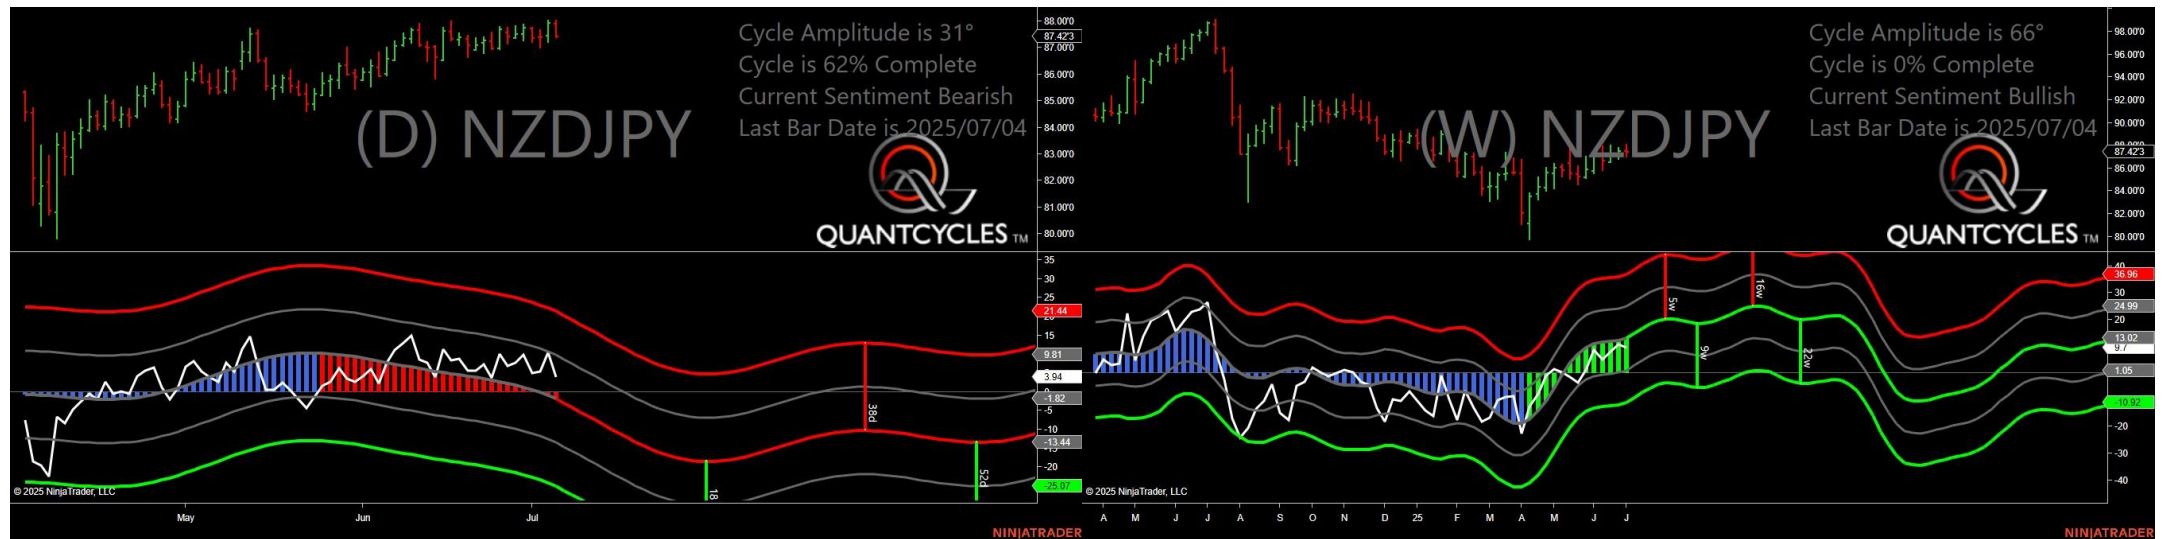 Cycle Amplitude is 31°
Cycle is 62% Complete
Current Sentiment Bearish
Last Bar Date is 2025/07/04
(D) NZDJPY
QUANTCYCLES TM
88.00'0
87.42'3
87.00'0
86.00'0
85.00'0
84.00'0
83.00'0
82.00'0
81.00'0
80.00'0
35
30
25
21.44
15
9.81
3.94
-1.82
-5
-10
-13.44
-20
-25.07
38d
52d
18
© 2025 NinjaTrader, LLC
May
Jun
Jul
NINJATRADER
Cycle Amplitude is 66°
Cycle is 0% Complete
Current Sentiment Bullish
Last Bar Date is 2025/07/04
(W) NZDJPY
QUANTCYCLES TM
98.00'0
96.00'0
94.00'0
92.00'0
90.00'0
87.42'3
86.00'0
84.00'0
82.00'0
80.00'0
40
36.96
30
24.99
20
13.02
9.7
1.05
-10.92
-20
-30
-40
5w
16w
9w
22w
© 2025 NinjaTrader, LLC
A M J J A S O N D 25 F M A M J J
NINJATRADER